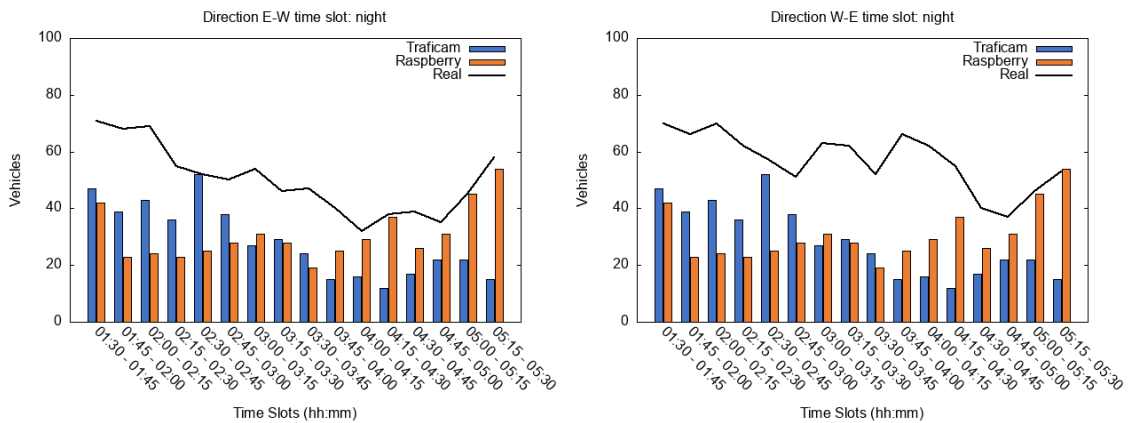 Direction E-W time slot: night
100
80
60
40
20
0
Vehicles
Traficam
Raspberry
Real
01:30 - 01:45
01:45 - 02:00
02:00 - 02:15
02:15 - 02:30
02:30 - 02:45
02:45 - 03:00
03:00 - 03:15
03:15 - 03:30
03:30 - 03:45
03:45 - 04:00
04:00 - 04:15
04:15 - 04:30
04:30 - 04:45
04:45 - 05:00
05:00 - 05:15
05:15 - 05:30
Time Slots (hh:mm)
Direction W-E time slot: night
100
80
60
40
20
0
Vehicles
Traficam
Raspberry
Real
01:30 - 01:45
01:45 - 02:00
02:00 - 02:15
02:15 - 02:30
02:30 - 02:45
02:45 - 03:00
03:00 - 03:15
03:15 - 03:30
03:30 - 03:45
03:45 - 04:00
04:00 - 04:15
04:15 - 04:30
04:30 - 04:45
04:45 - 05:00
05:00 - 05:15
05:15 - 05:30
Time Slots (hh:mm)